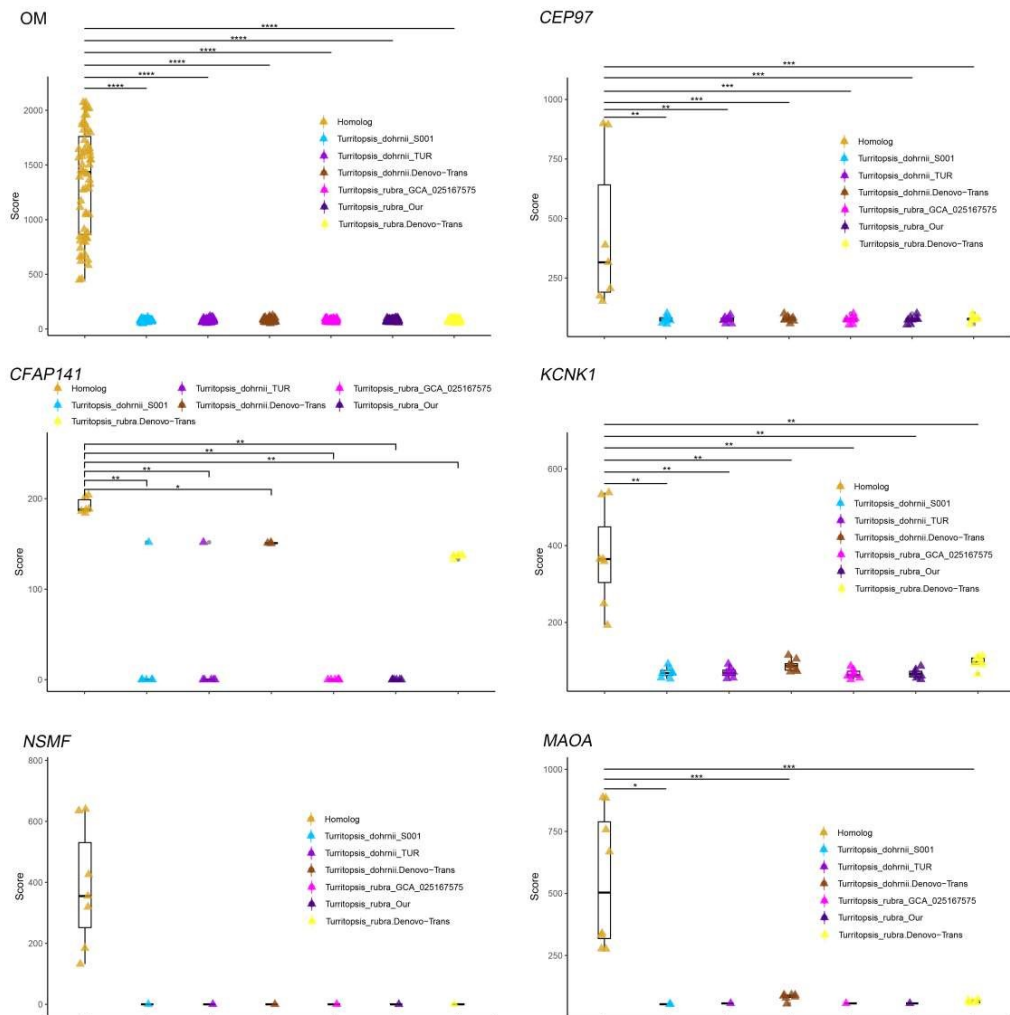 OM
****
****
****
****
****
****
2000
1500
1000
500
0
Score
Homolog
Turritopsis_dohrnii_S001
Turritopsis_dohrnii_TUR
Turritopsis_dohrnii.Denovo-Trans
Turritopsis_rubra_GCA_025167575
Turritopsis_rubra_Our
Turritopsis_rubra.Denovo-Trans
CEP97
***
***
***
***
**
**
1000
750
500
250
Score
Homolog
Turritopsis_dohrnii_S001
Turritopsis_dohrnii_TUR
Turritopsis_dohrnii.Denovo-Trans
Turritopsis_rubra_GCA_025167575
Turritopsis_rubra_Our
Turritopsis_rubra.Denovo-Trans
CFAP141
Homolog Turritopsis_dohrnii_TUR Turritopsis_rubra_GCA_025167575
Turritopsis_dohrnii_S001 Turritopsis_dohrnii.Denovo-Trans Turritopsis_rubra_Our
Turritopsis_rubra.Denovo-Trans
**
**
**
**
**
*
200
100
0
Score
KCNK1
**
**
**
**
**
**
600
400
200
Score
Homolog
Turritopsis_dohrnii_S001
Turritopsis_dohrnii_TUR
Turritopsis_dohrnii.Denovo-Trans
Turritopsis_rubra_GCA_025167575
Turritopsis_rubra_Our
Turritopsis_rubra.Denovo-Trans
NSMF
800
600
400
200
0
Score
Homolog
Turritopsis_dohrnii_S001
Turritopsis_dohrnii_TUR
Turritopsis_dohrnii.Denovo-Trans
Turritopsis_rubra_GCA_025167575
Turritopsis_rubra_Our
Turritopsis_rubra.Denovo-Trans
MAOA
***
***
*
1000
750
500
250
Score
Homolog
Turritopsis_dohrnii_S001
Turritopsis_dohrnii_TUR
Turritopsis_dohrnii.Denovo-Trans
Turritopsis_rubra_GCA_025167575
Turritopsis_rubra_Our
Turritopsis_rubra.Denovo-Trans